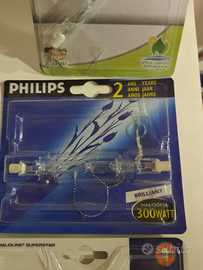 PHILIPS
2
ANS YEARS
ANNI JAAR
AÑOS JAHRE
BRILLIANT
HALOGEN
300WATT
HALOLINE SUPERSTAR